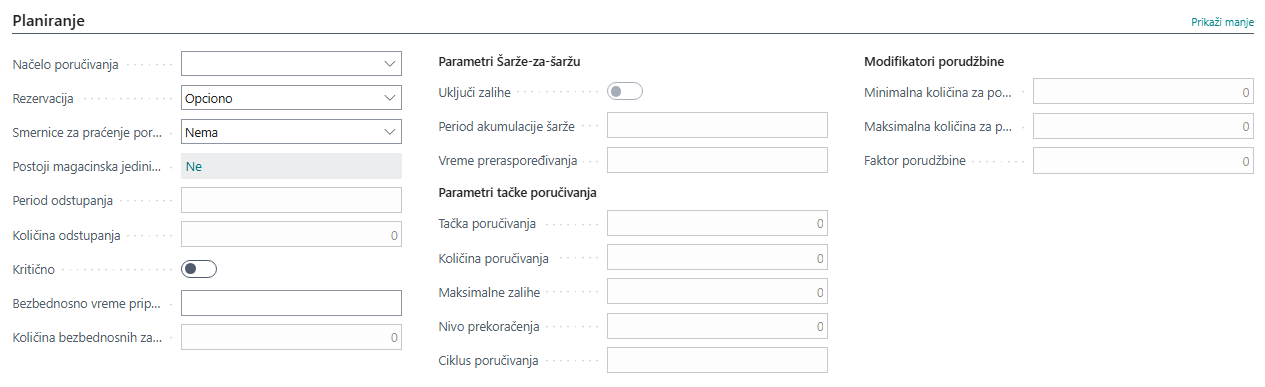 Planiranje
Prikaži manje
Načelo poručivanja
Rezervacija Opciono
Smernice za praćenje por... Nema
Postoji magacinska jedini... Ne
Period odstupanja
Količina odstupanja 0
Kritično
Bezbednosno vreme prip...
Količina bezbednosnih za... 0
Parametri Šarže-za-šaržu
Uključi zalihe
Period akumulacije šarže
Vreme preraspoređivanja
Parametri tačke poručivanja
Tačka poručivanja 0
Količina poručivanja 0
Maksimalne zalihe 0
Nivo prekoračenja 0
Ciklus poručivanja
Modifikatori porudžbine
Minimalna količina za po... 0
Maksimalna količina za p... 0
Faktor porudžbine 0